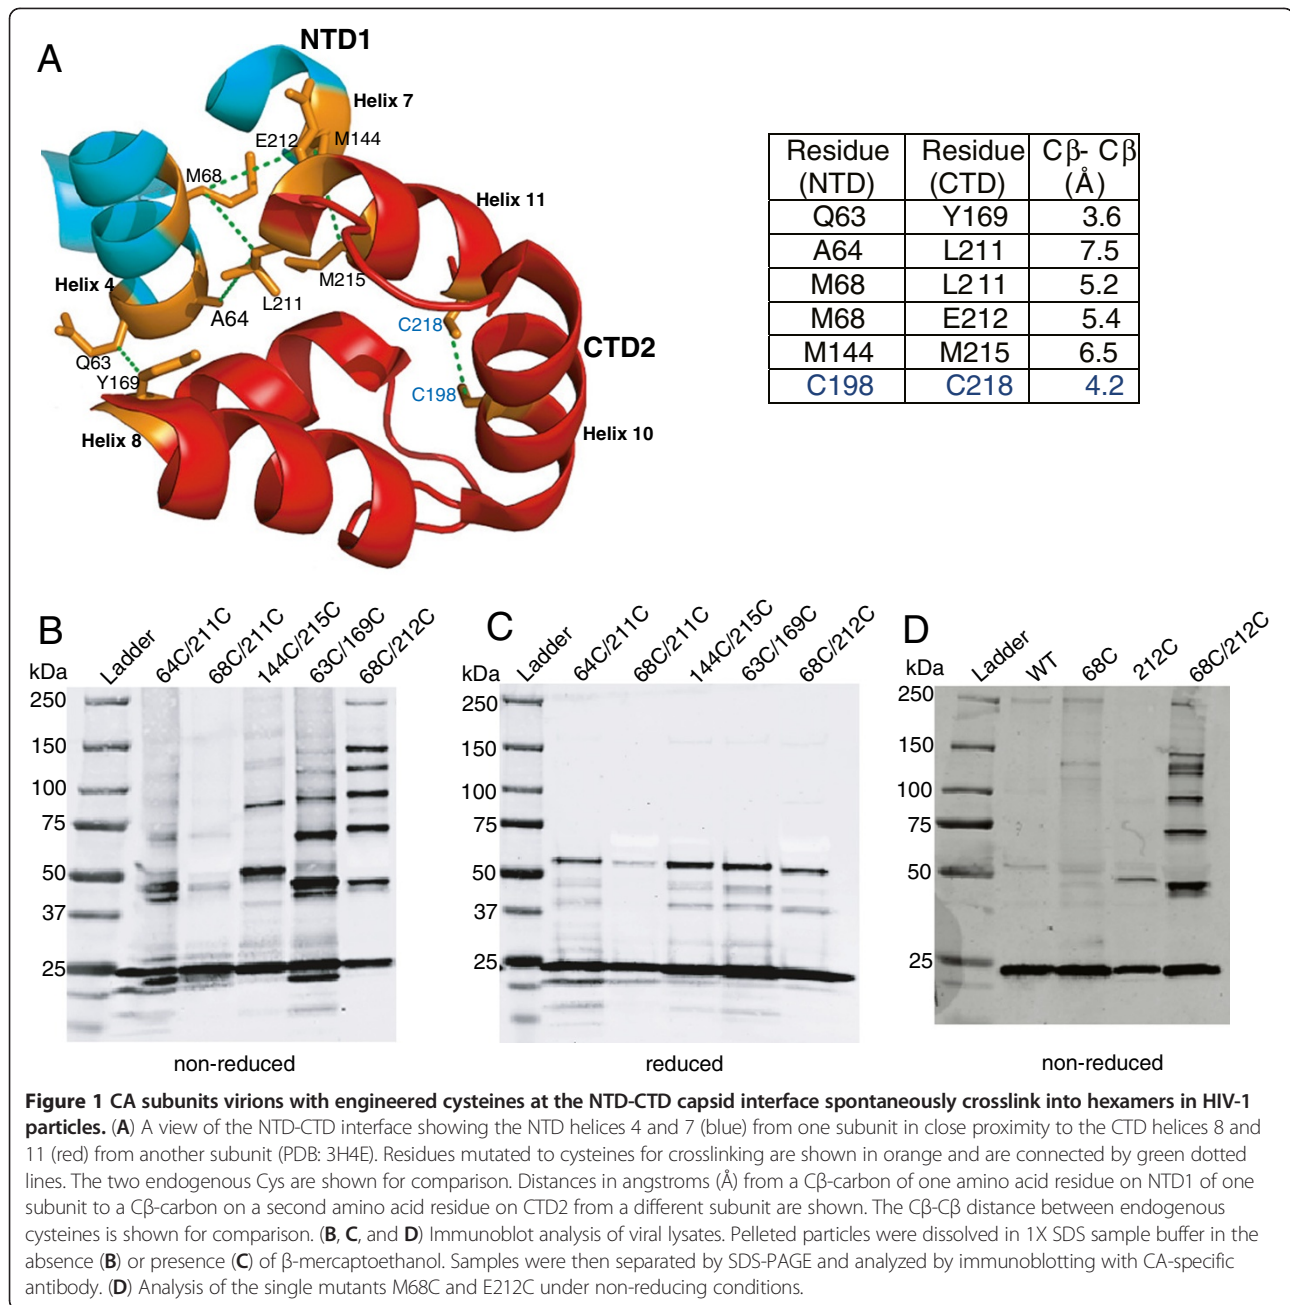 A
NTD1
Helix 7
E212
M144
M68
Helix 11
Helix 4
M215
L211
A64
C218
Q63
Y169
CTD2
C198
Helix 8
Helix 10
Residue (NTD) Residue (CTD) Cβ- Cβ (Å)
Q63 Y169 3.6
A64 L211 7.5
M68 L211 5.2
M68 E212 5.4
M144 M215 6.5
C198 C218 4.2
B
kDa
Ladder
64C/211C
68C/211C
144C/215C
63C/169C
68C/212C
250
150
100
75
50
37
25
non-reduced
C
kDa
Ladder
64C/211C
68C/211C
144C/215C
63C/169C
68C/212C
250
150
100
75
50
37
25
reduced
D
kDa
Ladder
WT
68C
212C
68C/212C
250
150
100
75
50
25
non-reduced
Figure 1 CA subunits virions with engineered cysteines at the NTD-CTD capsid interface spontaneously crosslink into hexamers in HIV-1
particles. (A) A view of the NTD-CTD interface showing the NTD helices 4 and 7 (blue) from one subunit in close proximity to the CTD helices 8 and
11 (red) from another subunit (PDB: 3H4E). Residues mutated to cysteines for crosslinking are shown in orange and are connected by green dotted
lines. The two endogenous Cys are shown for comparison. Distances in angstroms (Å) from a Cβ-carbon of one amino acid residue on NTD1 of one
subunit to a Cβ-carbon on a second amino acid residue on CTD2 from a different subunit are shown. The Cβ-Cβ distance between endogenous
cysteines is shown for comparison. (B, C, and D) Immunoblot analysis of viral lysates. Pelleted particles were dissolved in 1X SDS sample buffer in the
absence (B) or presence (C) of β-mercaptoethanol. Samples were then separated by SDS-PAGE and analyzed by immunoblotting with CA-specific
antibody. (D) Analysis of the single mutants M68C and E212C under non-reducing conditions.